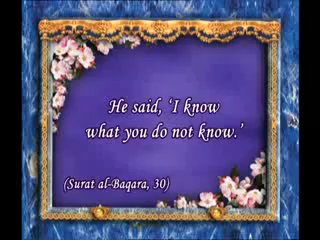 He said, ‘I know
what you do not know.’
(Surat al-Baqara, 30)